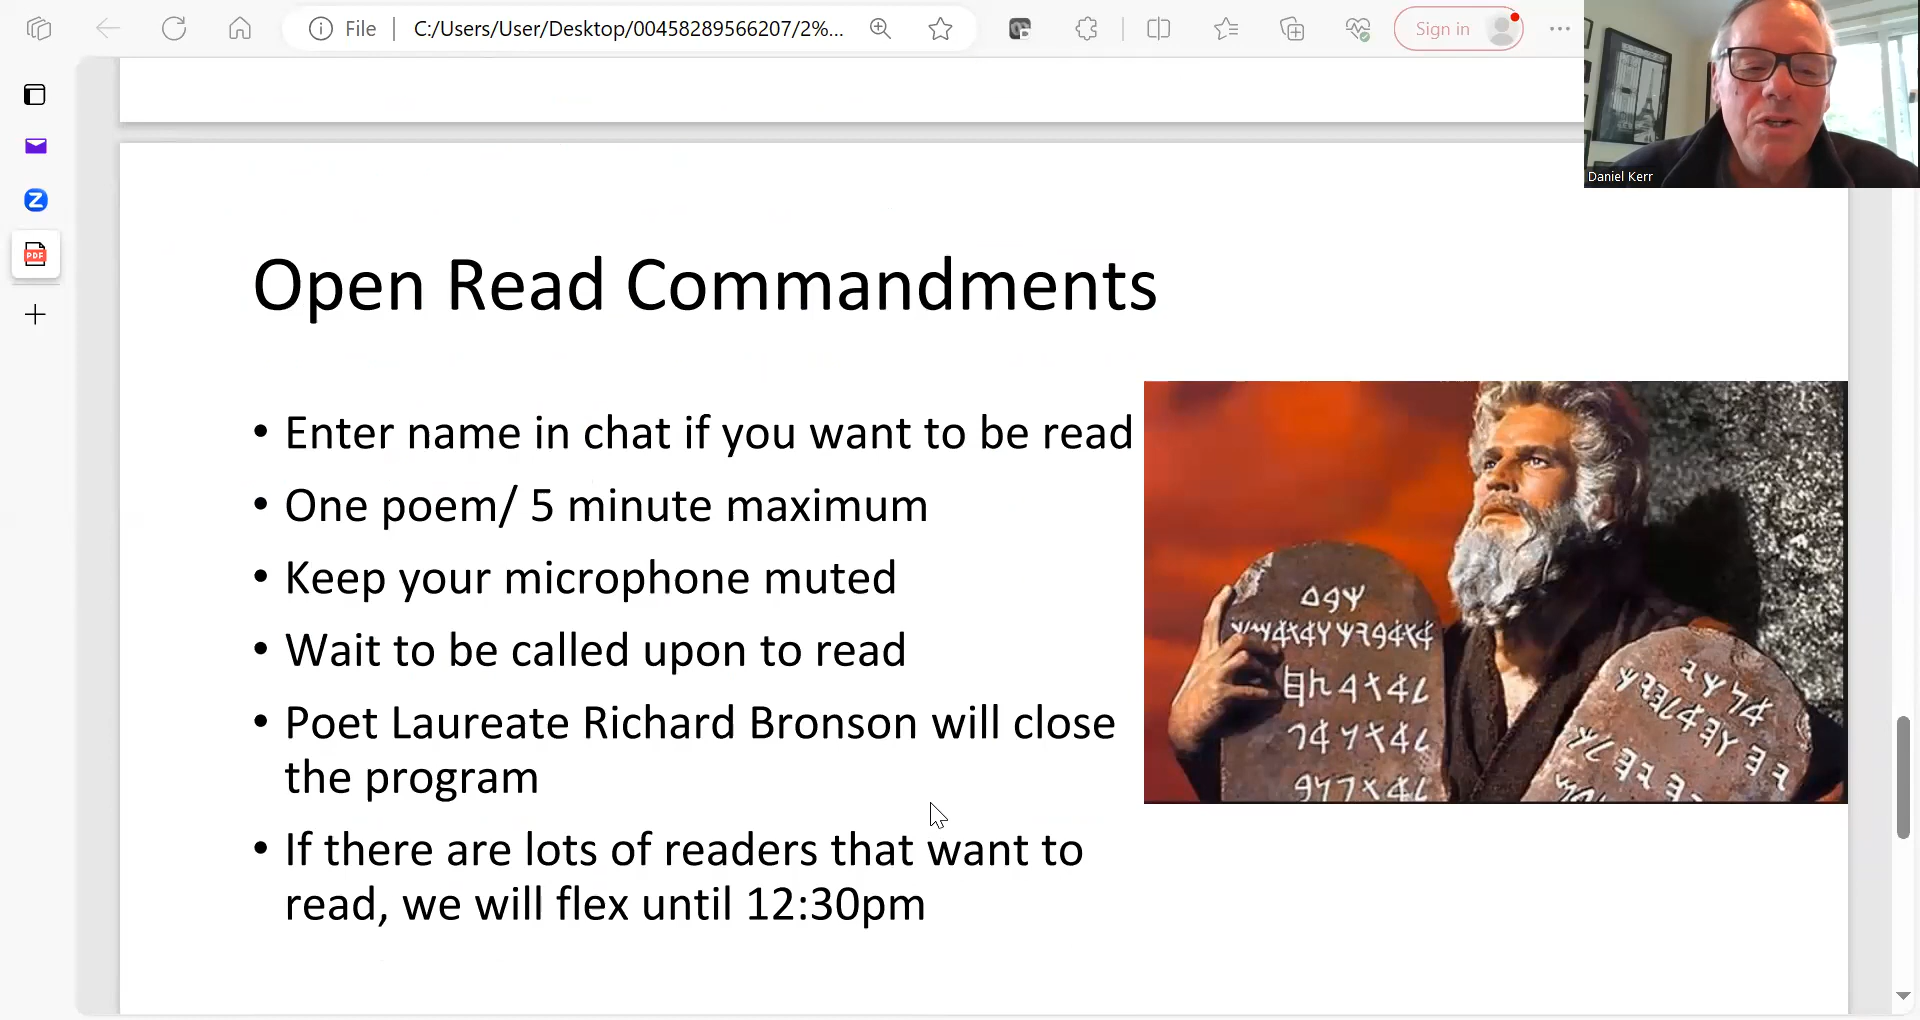 File
C:/Users/User/Desktop/00458289566207/2%...
Sign in
Daniel Kerr
PDF
Open Read Commandments
• Enter name in chat if you want to be read
• One poem/ 5 minute maximum
• Keep your microphone muted
• Wait to be called upon to read
• Poet Laureate Richard Bronson will close
the program
• If there are lots of readers that want to
read, we will flex until 12:30pm